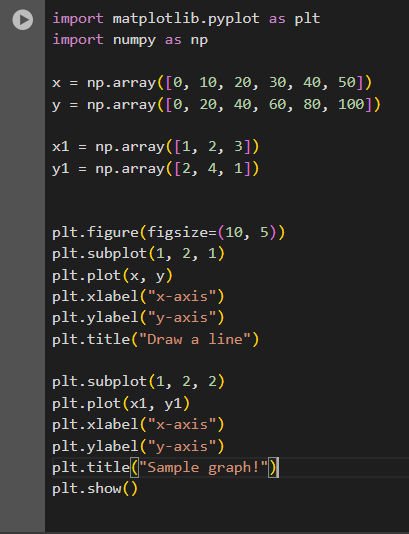 import matplotlib.pyplot as plt
import numpy as np
x = np.array([0, 10, 20, 30, 40, 50])
y = np.array([0, 20, 40, 60, 80, 100])
x1 = np.array([1, 2, 3])
y1 = np.array([2, 4, 1])
plt.figure(figsize=(10, 5))
plt.subplot(1, 2, 1)
plt.plot(x, y)
plt.xlabel("x-axis")
plt.ylabel("y-axis")
plt.title("Draw a line")
plt.subplot(1, 2, 2)
plt.plot(x1, y1)
plt.xlabel("x-axis")
plt.ylabel("y-axis")
plt.title("Sample graph!")
plt.show()